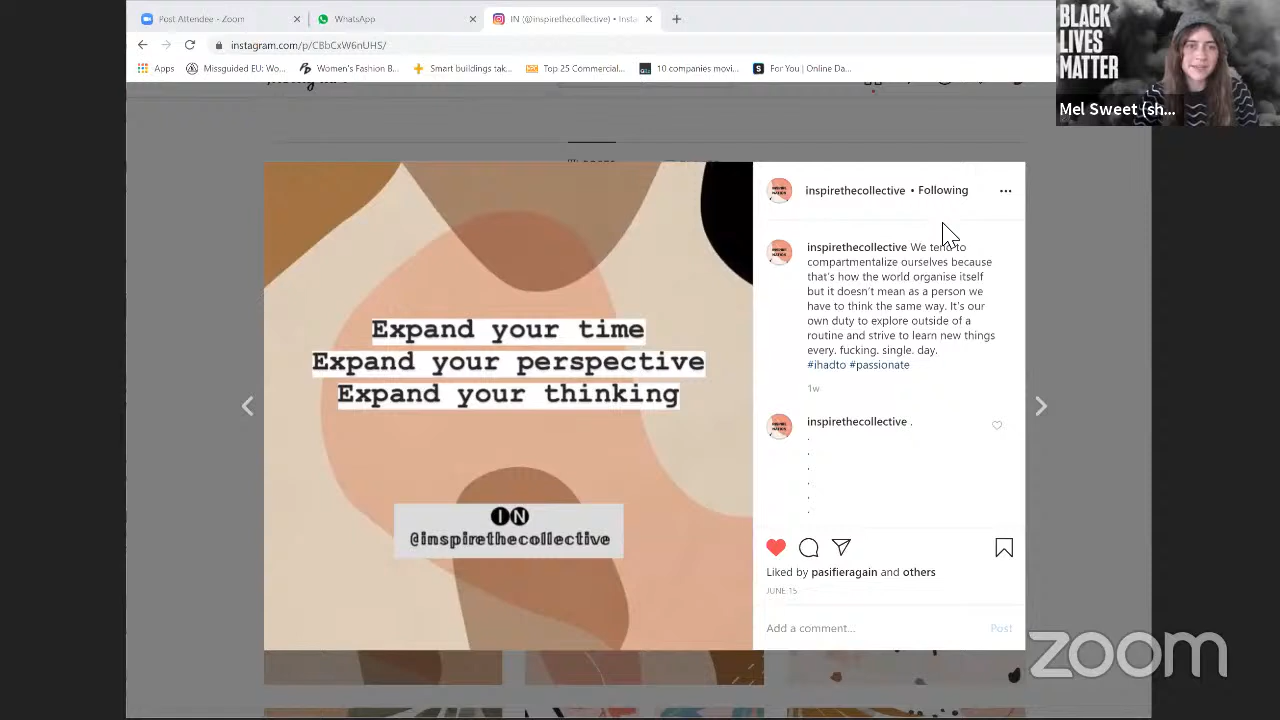 Post Attendee - Zoom
WhatsApp
IN (@inspirethecollective) • Insta
instagram.com/p/CBbCxW6nUHS/
Apps
Missguided EU: Wo...
Women's Fashion B...
Smart buildings tak...
Top 25 Commercial...
10 companies movi...
For You | Online Da...
BLACK
LIVES
MATTER
Mel Sweet (sh...
Expand your time
Expand your perspective
Expand your thinking
IN
@inspirethecollective
inspirethecollective • Following
inspirethecollective We tend to
compartmentalize ourselves because
that's how the world organise itself
but it doesn't mean as a person we
have to think the same way. It's our
own duty to explore outside of a
routine and strive to learn new things
every. fucking. single. day.
#ihadto #passionate
1w
inspirethecollective .
.
.
.
.
.
.
Liked by pasifieragain and others
JUNE 15
Add a comment...
Post
zoom